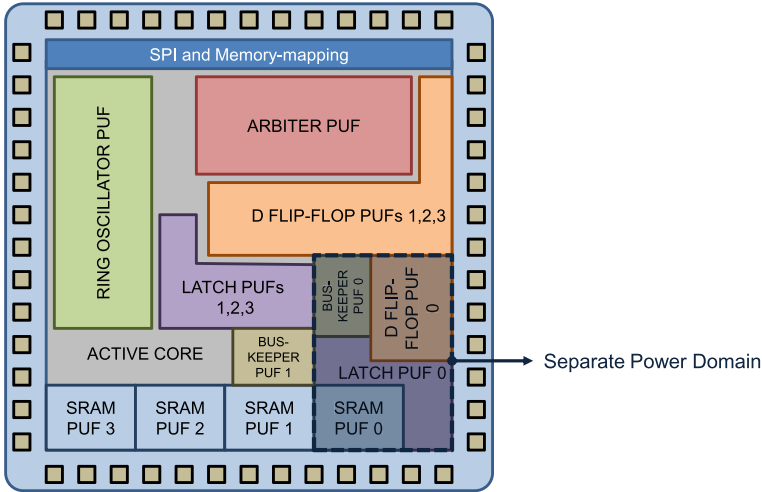 SPI and Memory-mapping
RING OSCILLATOR PUF
ARBITER PUF
D FLIP-FLOP PUFs 1,2,3
LATCH PUFs
1,2,3
BUS-
KEEPER
PUF 0
D FLIP-
FLOP PUF
0
BUS-
KEEPER
PUF 1
ACTIVE CORE
LATCH PUF 0
Separate Power Domain
SRAM
PUF 3
SRAM
PUF 2
SRAM
PUF 1
SRAM
PUF 0